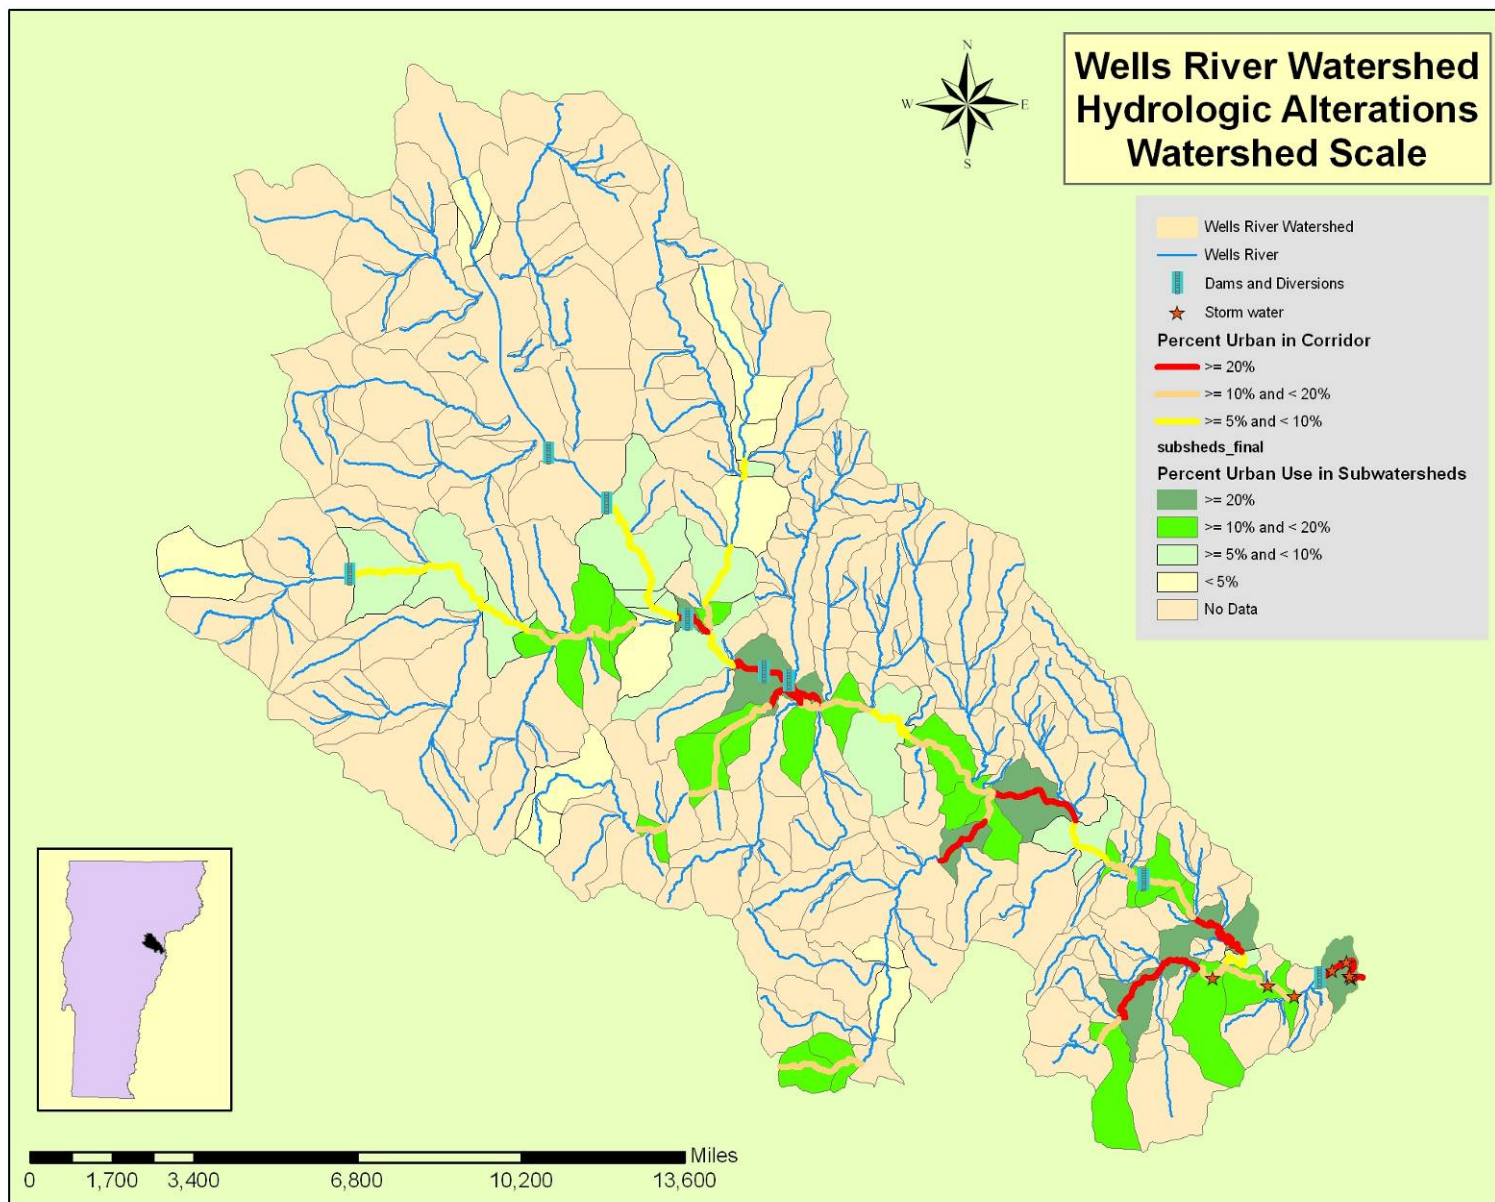 Wells River Watershed
Hydrologic Alterations
Watershed Scale
N
W
E
S
Wells River Watershed
Wells River
Dams and Diversions
Storm water
Percent Urban in Corridor
>= 20%
>= 10% and < 20%
>= 5% and < 10%
subsheds_final
Percent Urban Use in Subwatersheds
>= 20%
>= 10% and < 20%
>= 5% and < 10%
< 5%
No Data
Miles
0 1,700 3,400 6,800 10,200 13,600